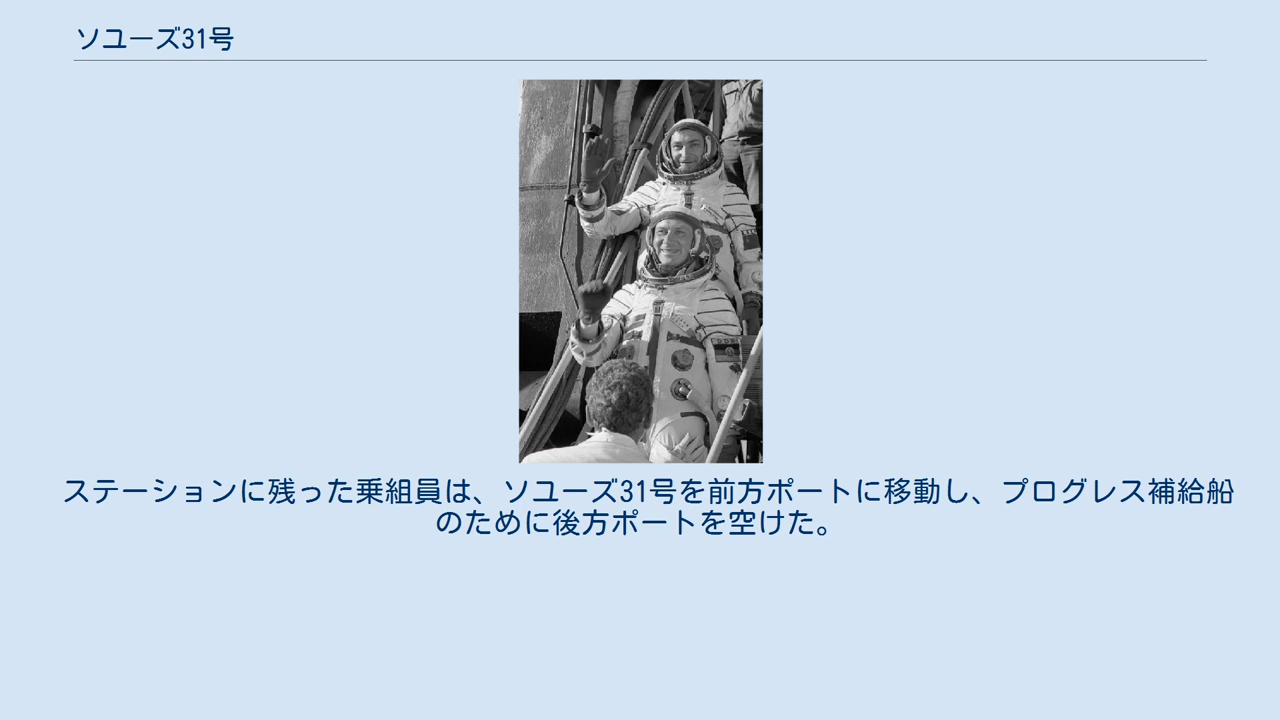 ソユーズ31号
ステーションに残った乗組員は、ソユーズ31号を前方ポートに移動し、プログレス補給船
のために後方ポートを空けた。